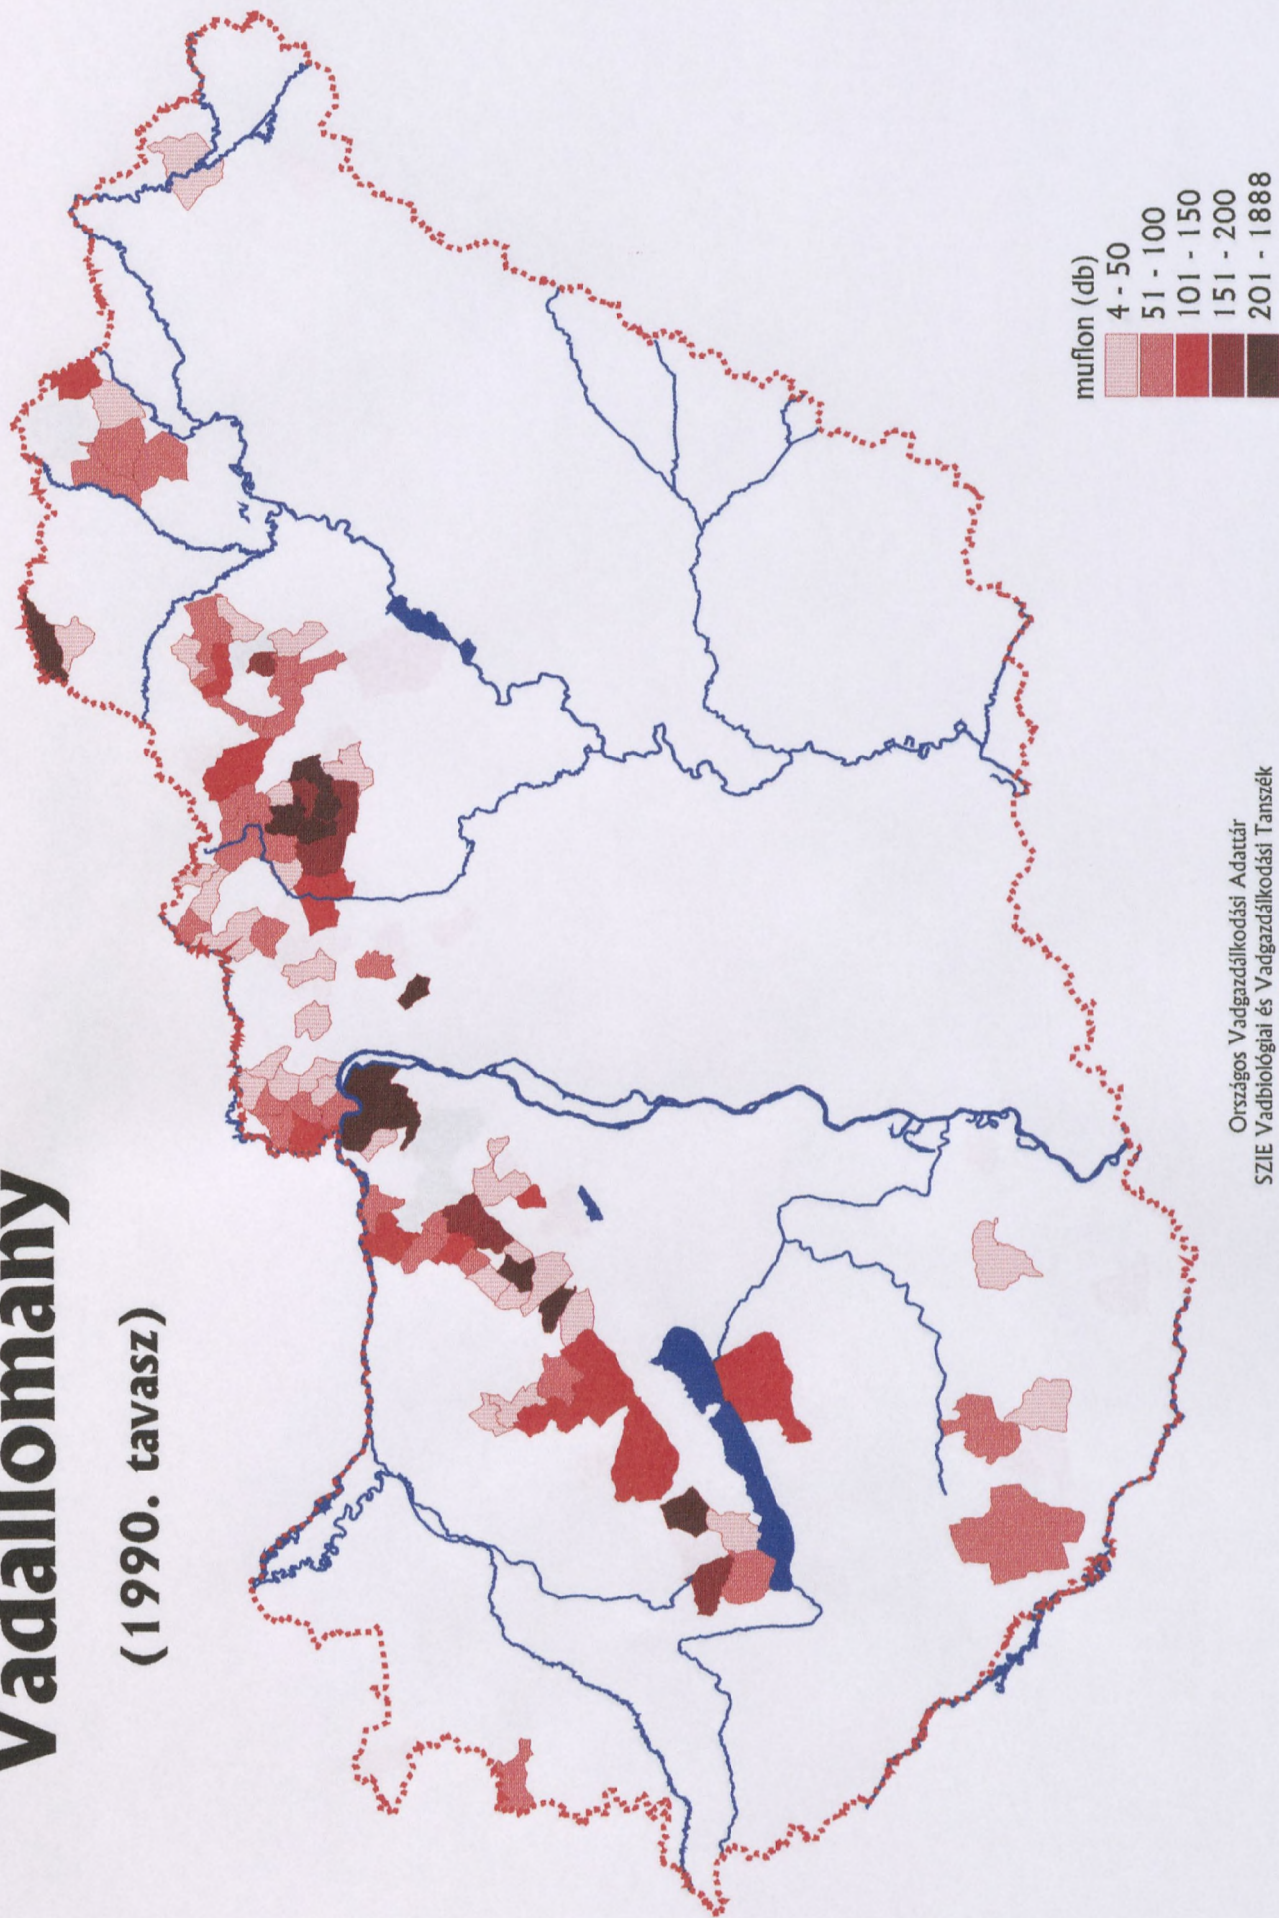 Vadállomány
(1990. tavasz)
muflon (db)
4 - 50
51 - 100
101 - 150
151 - 200
201 - 1888
Országos Vadgazdálkodási Adattár
SZIE Vadbiológiai és Vadgazdálkodási Tanszék